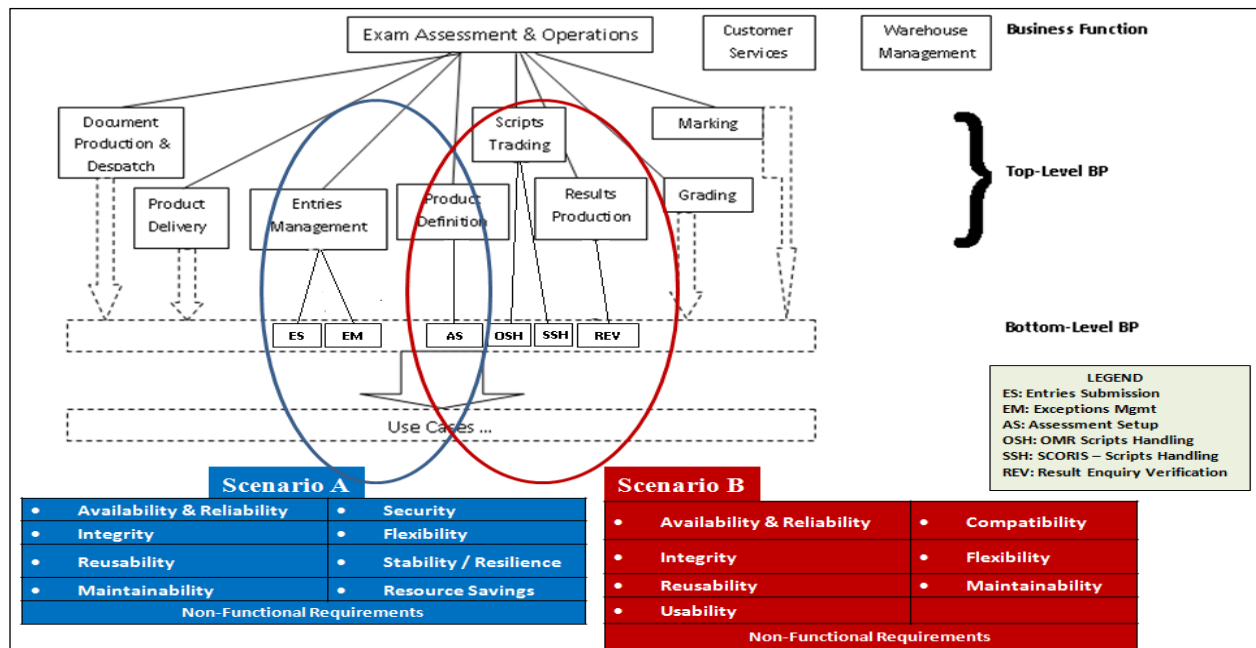 Exam Assessment & Operations
Customer
Services
Warehouse
Management
Business Function
Document
Production &
Despatch
Scripts
Tracking
Marking
Top-Level BP
Product
Delivery
Entries
Management
Product
Definition
Results
Production
Grading
Bottom-Level BP
ES
EM
AS
OSH
SSH
REV
Use Cases ...
LEGEND
ES: Entries Submission
EM: Exceptions Mgmt
AS: Assessment Setup
OSH: OMR Scripts Handling
SSH: SCORIS – Scripts Handling
REV: Result Enquiry Verification
Scenario A
• Availability & Reliability • Security
• Integrity • Flexibility
• Reusability • Stability / Resilience
• Maintainability • Resource Savings
Non-Functional Requirements
Scenario B
• Availability & Reliability • Compatibility
• Integrity • Flexibility
• Reusability • Maintainability
• Usability
Non-Functional Requirements